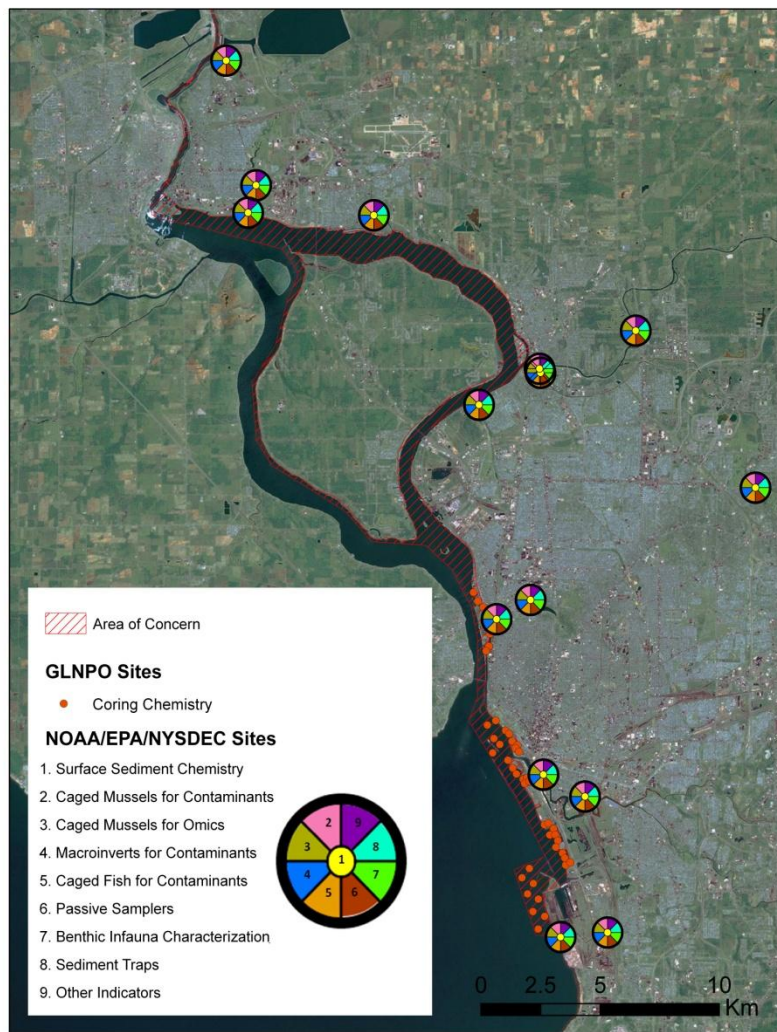 Area of Concern
GLNPO Sites
Coring Chemistry
NOAA/EPA/NYSDEC Sites
1. Surface Sediment Chemistry
2. Caged Mussels for Contaminants
3. Caged Mussels for Omics
4. Macroinverts for Contaminants
5. Caged Fish for Contaminants
6. Passive Samplers
7. Benthic Infauna Characterization
8. Sediment Traps
9. Other Indicators
2 9
3 8
1
4 7
5 6
0 2.5 5 10
Km